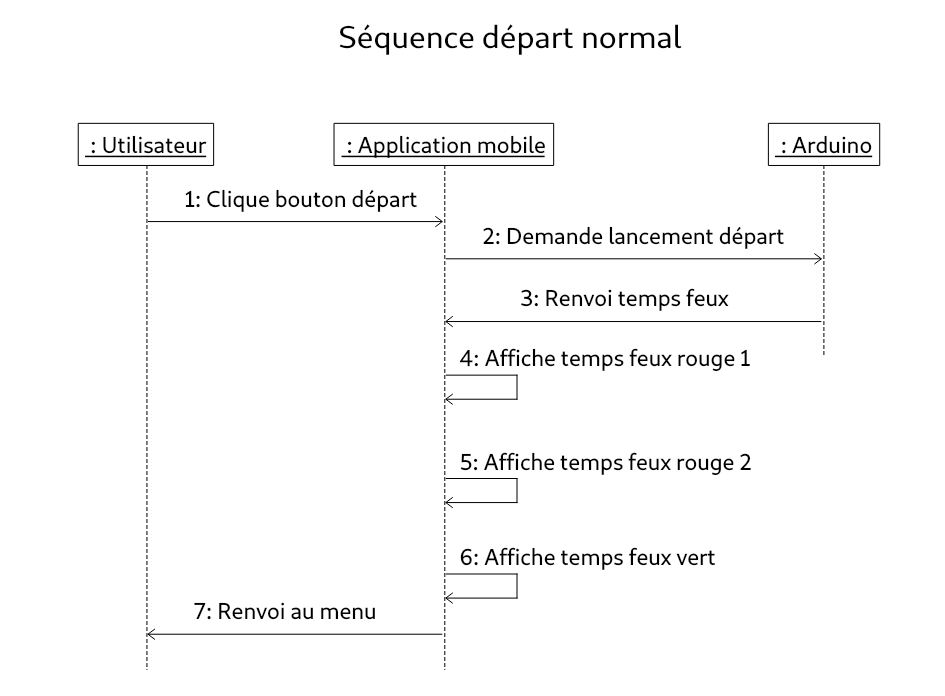 Séquence départ normal
: Utilisateur
: Application mobile
: Arduino
1: Clique bouton départ
2: Demande lancement départ
3: Renvoi temps feux
4: Affiche temps feux rouge 1
5: Affiche temps feux rouge 2
6: Affiche temps feux vert
7: Renvoi au menu